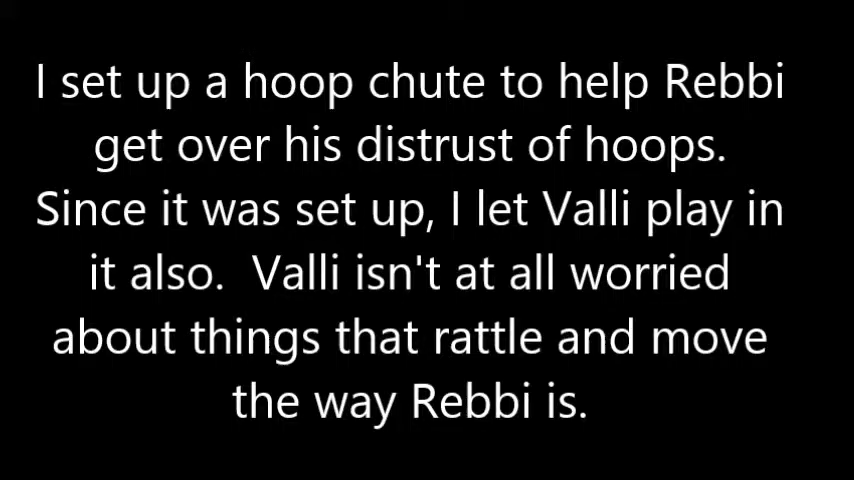 I set up a hoop chute to help Rebbi
get over his distrust of hoops.
Since it was set up, I let Valli play in
it also.  Valli isn't at all worried
about things that rattle and move
the way Rebbi is.